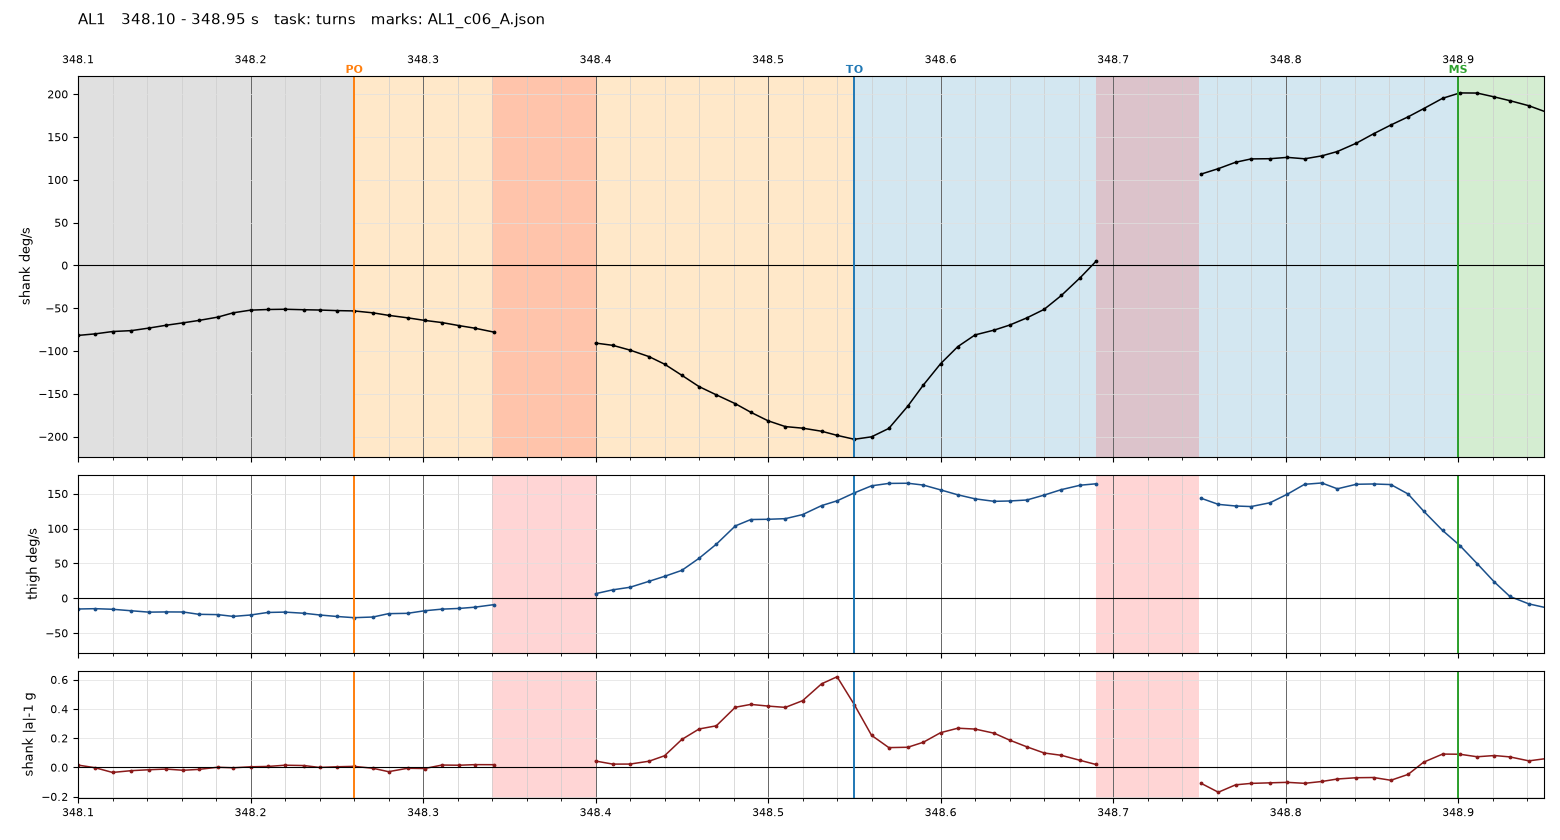 AL1   348.10 - 348.95 s   task: turns   marks: AL1_c06_A.json
348.1 348.2 348.3 348.4 348.5 348.6 348.7 348.8 348.9
PO TO MS
shank deg/s
200
150
100
50
0
−50
−100
−150
−200
thigh deg/s
150
100
50
0
−50
shank |a|-1 g
0.6
0.4
0.2
0.0
−0.2
348.1 348.2 348.3 348.4 348.5 348.6 348.7 348.8 348.9